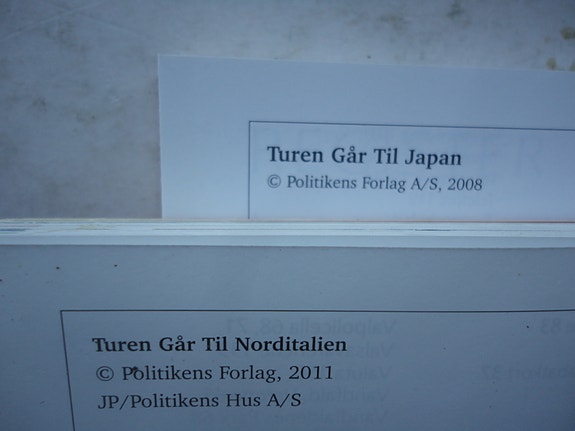 Turen Går Til Japan
© Politikens Forlag A/S, 2008
Turen Går Til Norditalien
© Politikens Forlag, 2011
JP/Politikens Hus A/S